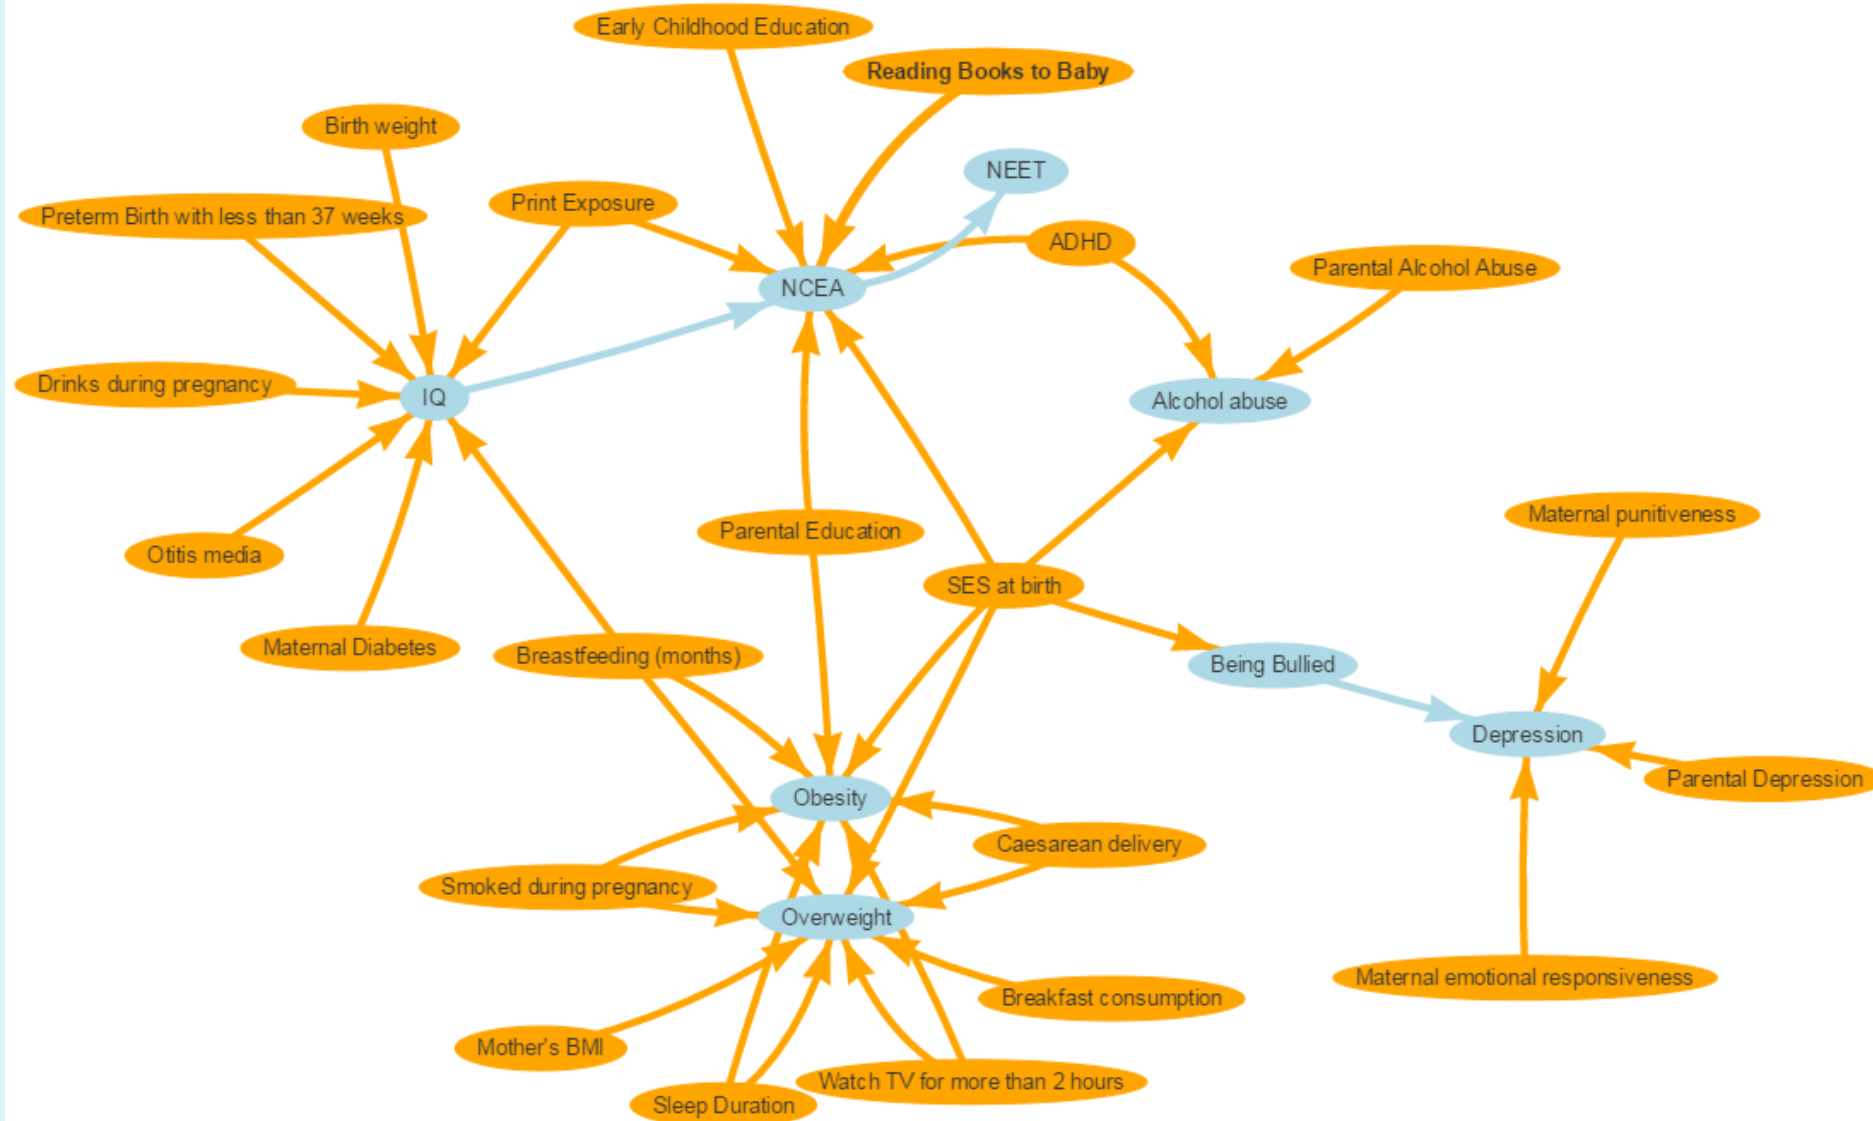 Early Childhood Education
Reading Books to Baby
Birth weight
NEET
Print Exposure
Preterm Birth with less than 37 weeks
ADHD
Parental Alcohol Abuse
NCEA
Drinks during pregnancy
IQ
Alcohol abuse
Maternal punitiveness
Parental Education
Otitis media
SES at birth
Maternal Diabetes
Breastfeeding (months)
Being Bullied
Depression
Parental Depression
Obesity
Caesarean delivery
Smoked during pregnancy
Overweight
Maternal emotional responsiveness
Breakfast consumption
Mother's BMI
Watch TV for more than 2 hours
Sleep Duration